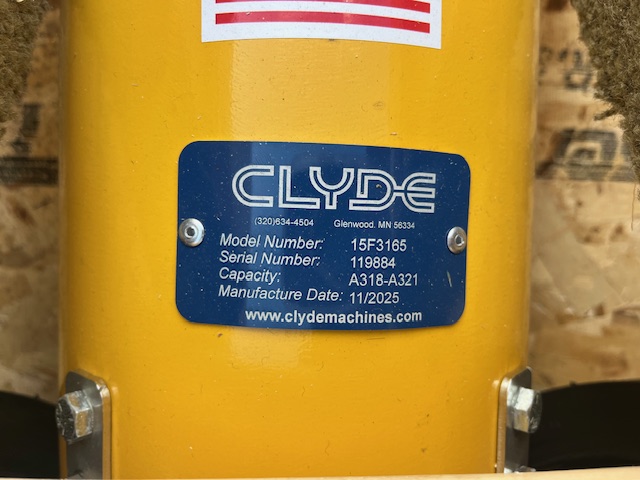 CLYDE
(320)634-4504 Glenwood. MN 56334
Model Number: 15F3165
Serial Number: 119884
Capacity: A318-A321
Manufacture Date: 11/2025
www.clydemachines.com